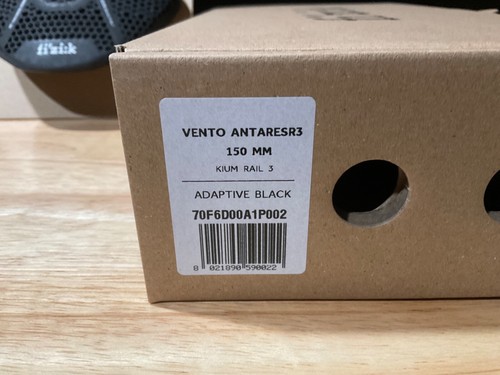 fi'zi:k
VENTO ANTARESR3
150 MM
KIUM RAIL 3
ADAPTIVE BLACK
70F6D00A1P002
8 021890 590022